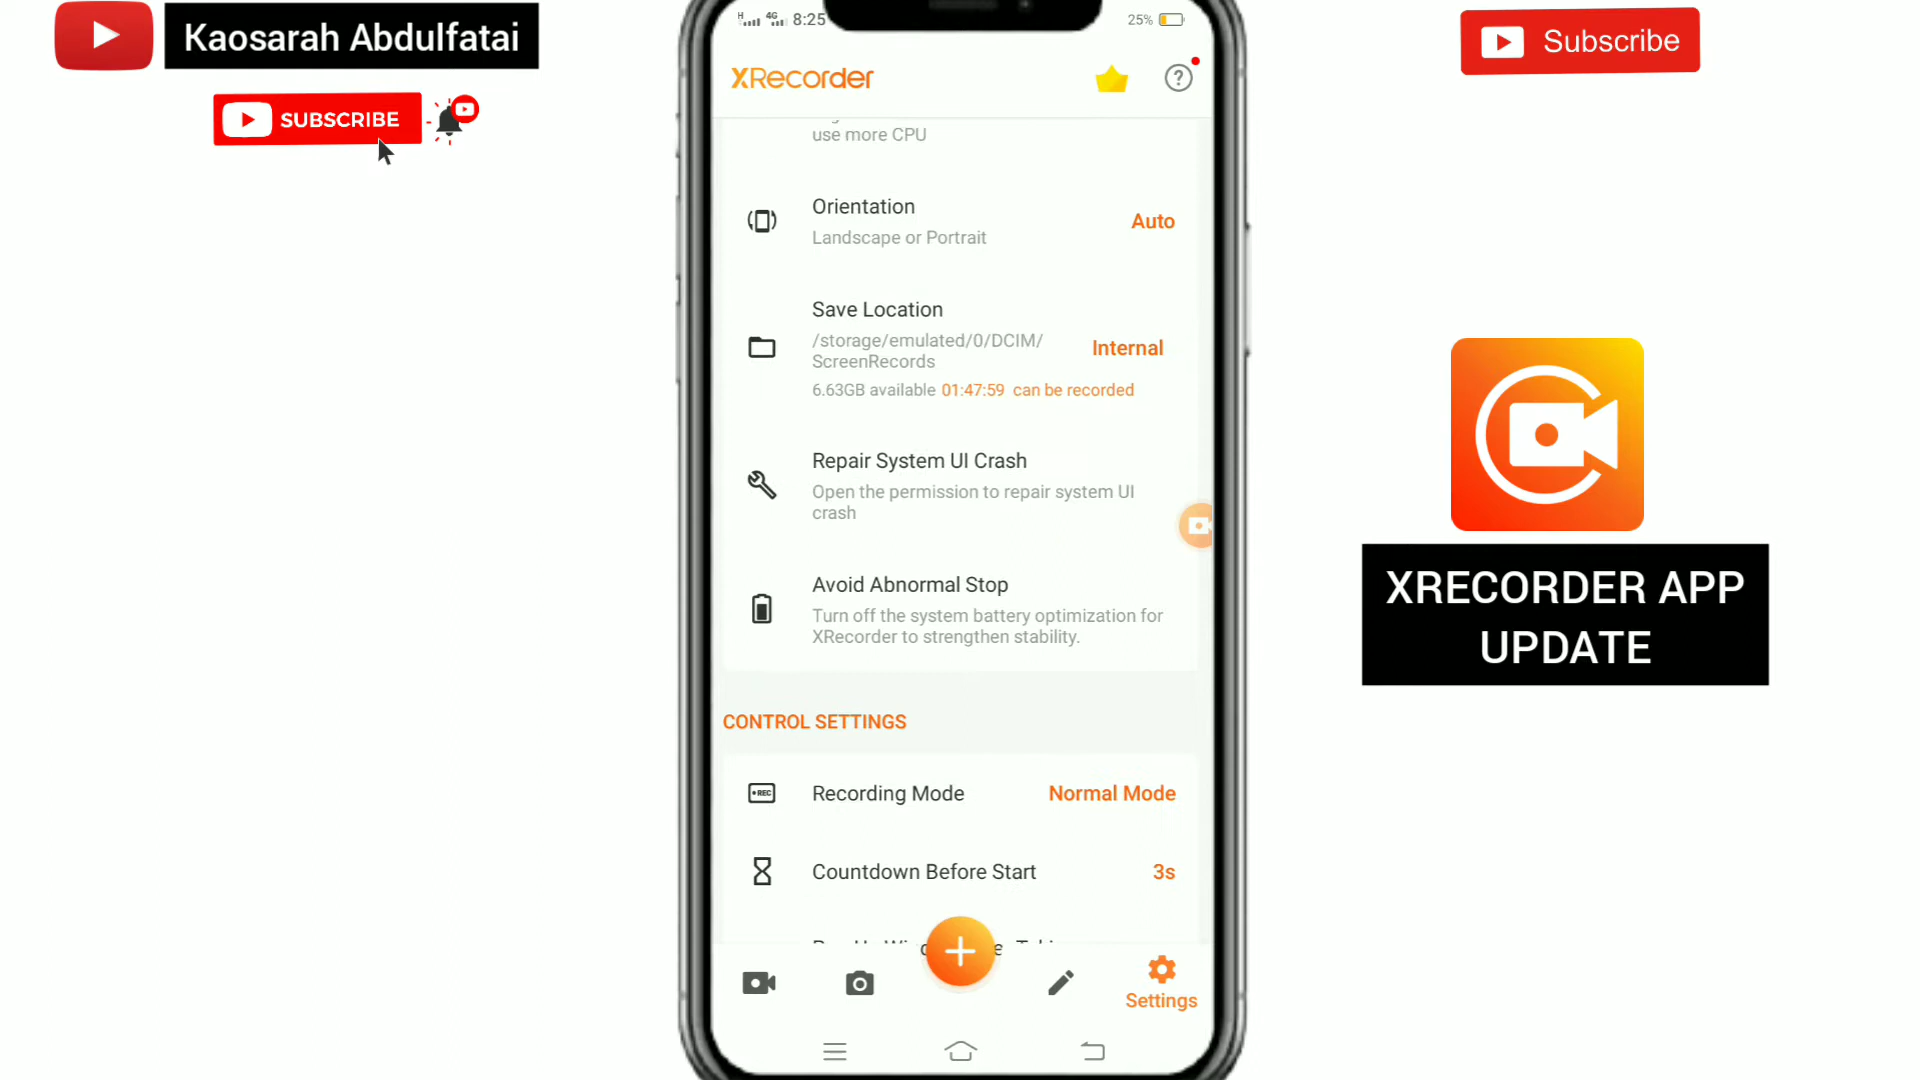 Kaosarah Abdulfatai
SUBSCRIBE
Subscribe
H 4G 8:25
25%
XRecorder
use more CPU
Orientation
Landscape or Portrait
Auto
Save Location
/storage/emulated/0/DCIM/
ScreenRecords
Internal
6.63GB available 01:47:59 can be recorded
Repair System UI Crash
Open the permission to repair system UI
crash
Avoid Abnormal Stop
Turn off the system battery optimization for
XRecorder to strengthen stability.
CONTROL SETTINGS
REC
Recording Mode
Normal Mode
Countdown Before Start
3s
Settings
XRECORDER APP
UPDATE